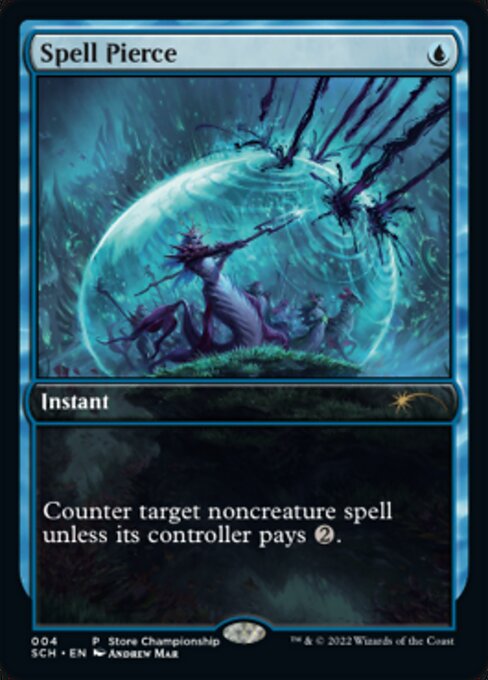 Spell Pierce
Instant
Counter target noncreature spell
unless its controller pays 2.
004 P Store Championship
SCH • EN Andrew Mar
™ & © 2022 Wizards of the Coast